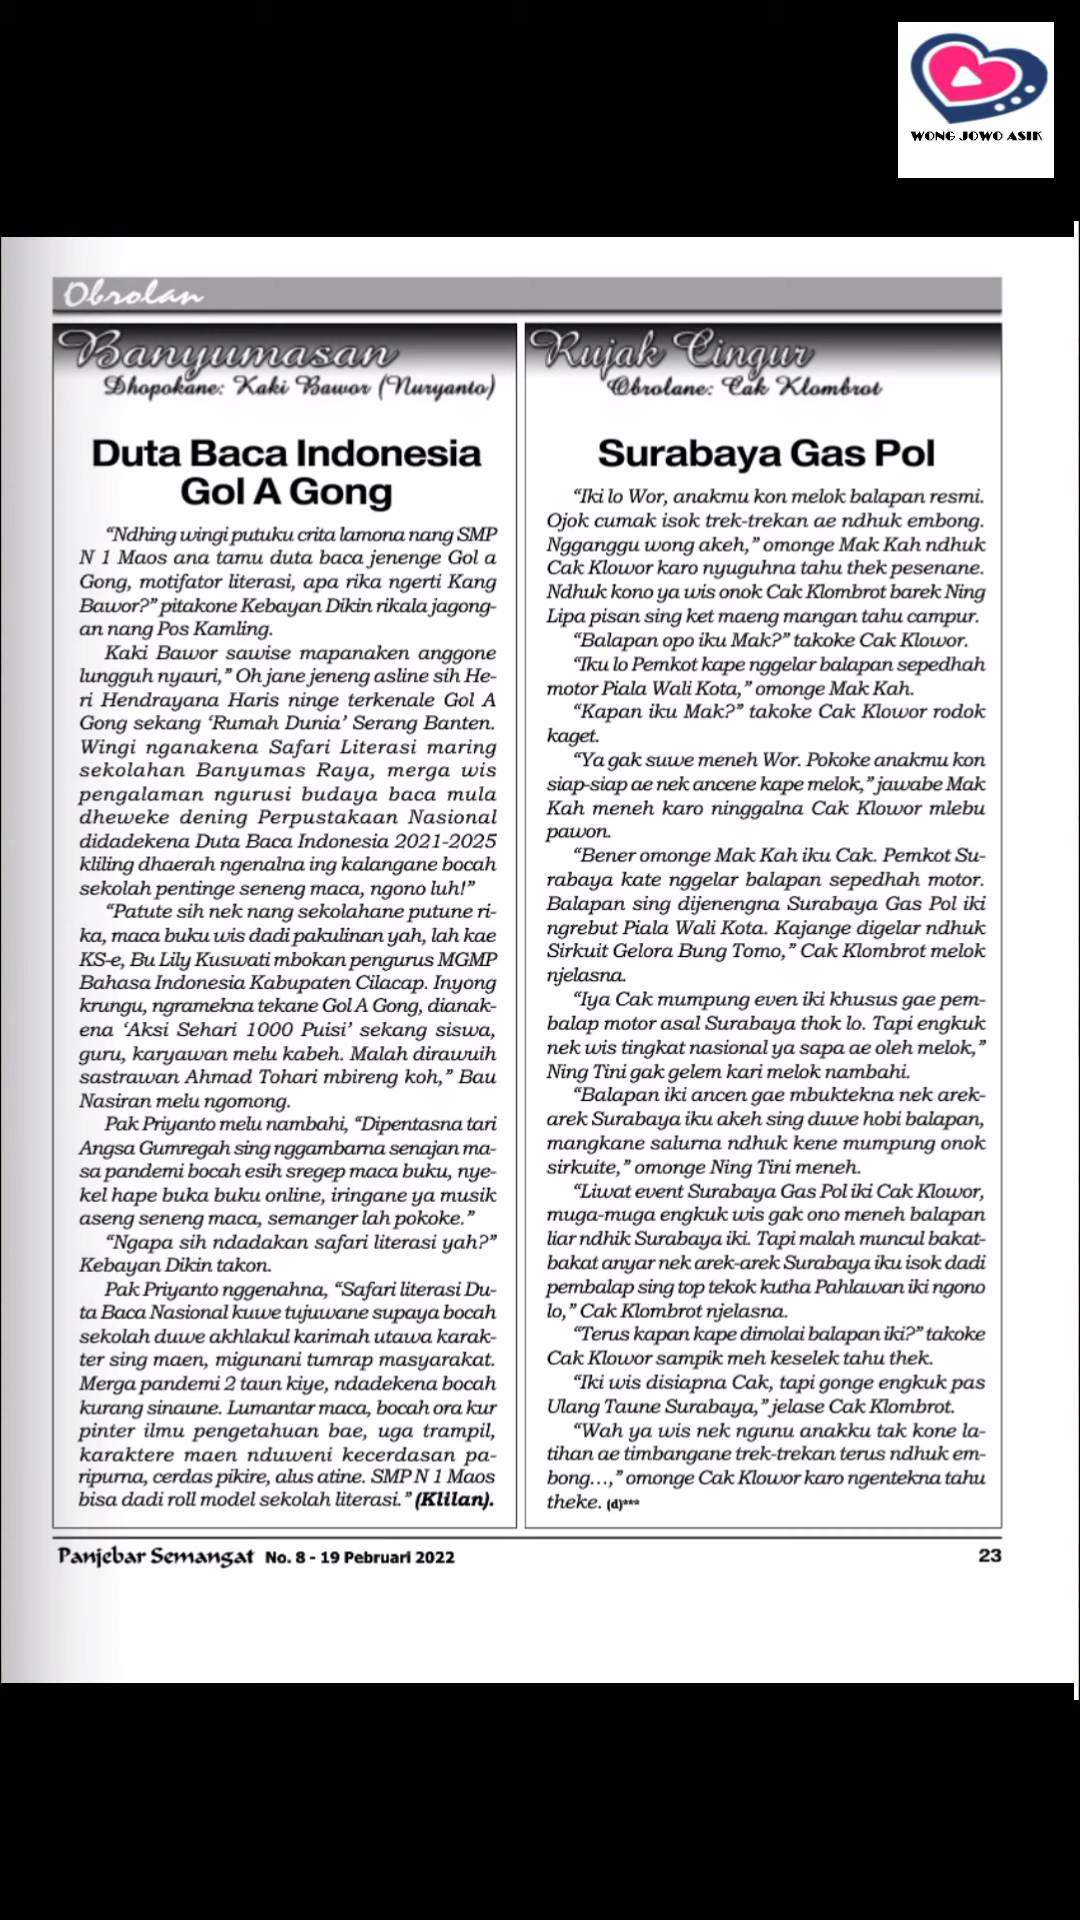 WONG JOWO ASIK
Obrolan
Banyumasan
Dhopokane: Kaki Bawor (Nuryanto)
Duta Baca Indonesia
Gol A Gong
“Ndhing wingi putuku crita lamona nang SMP
N 1 Maos ana tamu duta baca jenenge Gol a
Gong, motifator literasi, apa rika ngerti Kang
Bawor?” pitakone Kebayan Dikin rikala jagong-
an nang Pos Kamling.
Kaki Bawor sawise mapanaken anggone
lungguh nyauri,” Oh jane jeneng asline sih He-
ri Hendrayana Haris ninge terkenale Gol A
Gong sekang ‘Rumah Dunia’ Serang Banten.
Wingi nganakena Safari Literasi maring
sekolahan Banyumas Raya, merga wis
pengalaman ngurusi budaya baca mula
dheweke dening Perpustakaan Nasional
didadekena Duta Baca Indonesia 2021-2025
kliling dhaerah ngenalna ing kalangane bocah
sekolah pentinge seneng maca, ngono luh!”
“Patute sih nek nang sekolahane putune ri-
ka, maca buku wis dadi pakulinan yah, lah kae
KS-e, Bu Lily Kuswati mbokan pengurus MGMP
Bahasa Indonesia Kabupaten Cilacap. Inyong
krungu, ngramekna tekane Gol A Gong, dianak-
ena ‘Aksi Sehari 1000 Puisi’ sekang siswa,
guru, karyawan melu kabeh. Malah dirawuih
sastrawan Ahmad Tohari mbireng koh,” Bau
Nasiran melu ngomong.
Pak Priyanto melu nambahi, “Dipentasna tari
Angsa Gumregah sing nggambarna senajan ma-
sa pandemi bocah esih sregep maca buku, nye-
kel hape buka buku online, iringane ya musik
aseng seneng maca, semanger lah pokoke.”
“Ngapa sih ndadakan safari literasi yah?”
Kebayan Dikin takon.
Pak Priyanto nggenahna, “Safari literasi Du-
ta Baca Nasional kuwe tujuwane supaya bocah
sekolah duwe akhlakul karimah utawa karak-
ter sing maen, migunani tumrap masyarakat.
Merga pandemi 2 taun kiye, ndadekena bocah
kurang sinaune. Lumantar maca, bocah ora kur
pinter ilmu pengetahuan bae, uga trampil,
karaktere maen nduweni kecerdasan pa-
ripurna, cerdas pikire, alus atine. SMP N 1 Maos
bisa dadi roll model sekolah literasi.” (Klilan).
Rujak Cingur
Obrolane: Cak Klombrot
Surabaya Gas Pol
“Iki lo Wor, anakmu kon melok balapan resmi.
Ojok cumak isok trek-trekan ae ndhuk embong.
Ngganggu wong akeh,” omonge Mak Kah ndhuk
Cak Klowor karo nyuguhna tahu thek pesenane.
Ndhuk kono ya wis onok Cak Klombrot barek Ning
Lipa pisan sing ket maeng mangan tahu campur.
“Balapan opo iku Mak?” takoke Cak Klowor.
“Iku lo Pemkot kape nggelar balapan sepedhah
motor Piala Wali Kota,” omonge Mak Kah.
“Kapan iku Mak?” takoke Cak Klowor rodok
kaget.
“Ya gak suwe meneh Wor. Pokoke anakmu kon
siap-siap ae nek ancene kape melok,” jawabe Mak
Kah meneh karo ninggalna Cak Klowor mlebu
pawon.
“Bener omonge Mak Kah iku Cak. Pemkot Su-
rabaya kate nggelar balapan sepedhah motor.
Balapan sing dijenengna Surabaya Gas Pol iki
ngrebut Piala Wali Kota. Kajange digelar ndhuk
Sirkuit Gelora Bung Tomo,” Cak Klombrot melok
njelasna.
“Iya Cak mumpung even iki khusus gae pem-
balap motor asal Surabaya thok lo. Tapi engkuk
nek wis tingkat nasional ya sapa ae oleh melok,”
Ning Tini gak gelem kari melok nambahi.
“Balapan iki ancen gae mbuktekna nek arek-
arek Surabaya iku akeh sing duwe hobi balapan,
mangkane salurna ndhuk kene mumpung onok
sirkuite,” omonge Ning Tini meneh.
“Liwat event Surabaya Gas Pol iki Cak Klowor,
muga-muga engkuk wis gak ono meneh balapan
liar ndhik Surabaya iki. Tapi malah muncul bakat-
bakat anyar nek arek-arek Surabaya iku isok dadi
pembalap sing top tekok kutha Pahlawan iki ngono
lo,” Cak Klombrot njelasna.
“Terus kapan kape dimolai balapan iki?” takoke
Cak Klowor sampik meh keselek tahu thek.
“Iki wis disiapna Cak, tapi gonge engkuk pas
Ulang Taune Surabaya,” jelase Cak Klombrot.
“Wah ya wis nek ngunu anakku tak kone la-
tihan ae timbangane trek-trekan terus ndhuk em-
bong...,” omonge Cak Klowor karo ngentekna tahu
theke. (d)***
Panjebar Semangat No. 8 - 19 Pebruari 2022
23